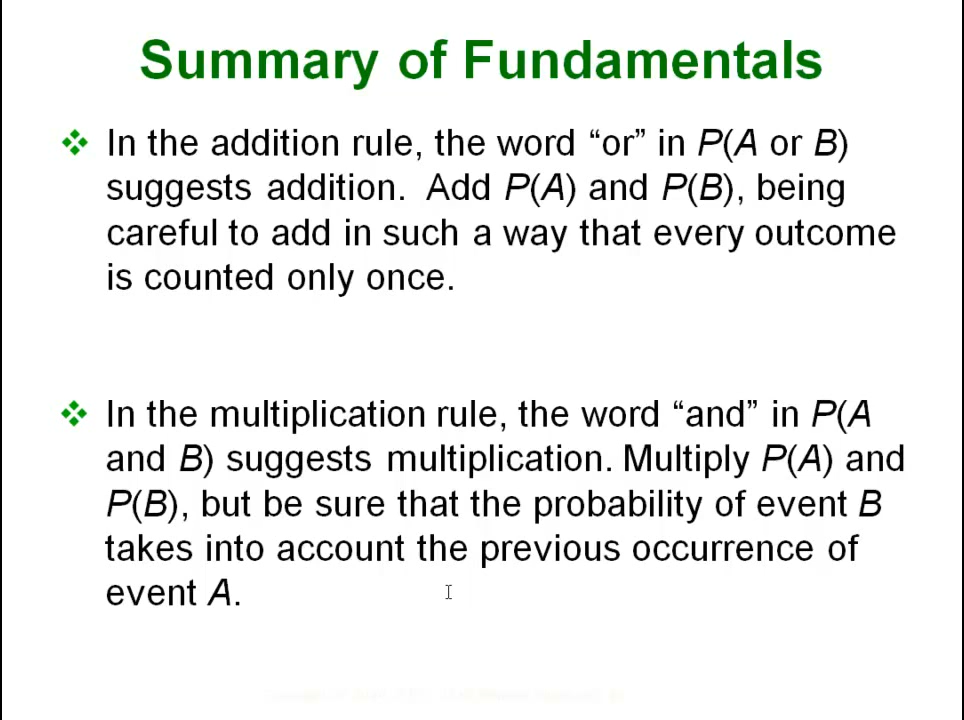 Summary of Fundamentals
In the addition rule, the word “or” in P(A or B)
suggests addition.  Add P(A) and P(B), being
careful to add in such a way that every outcome
is counted only once.
In the multiplication rule, the word “and” in P(A
and B) suggests multiplication. Multiply P(A) and
P(B), but be sure that the probability of event B
takes into account the previous occurrence of
event A.